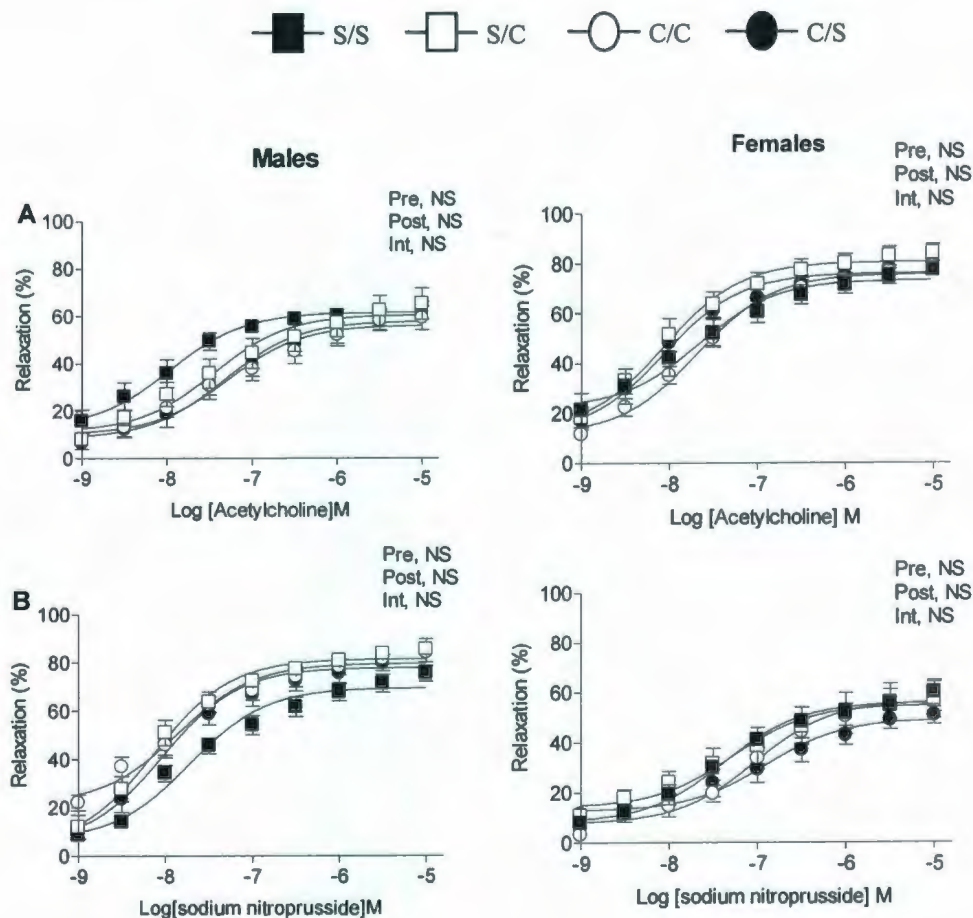 S/S S/C C/C C/S
Males
Females
Pre, NS
Post, NS
Int, NS
Pre, NS
Post, NS
Int, NS
A
100
80
60
40
20
0
Relaxation (%)
-9 -8 -7 -6 -5
Log [Acetylcholine]M
100
80
60
40
20
0
Relaxation (%)
-9 -8 -7 -6 -5
Log [Acetylcholine] M
Pre, NS
Post, NS
Int, NS
Pre, NS
Post, NS
Int, NS
B
100
80
60
40
20
0
Relaxation (%)
-9 -8 -7 -6 -5
Log[sodium nitroprusside]M
100
80
60
40
20
0
Relaxation (%)
-9 -8 -7 -6 -5
Log [sodium nitroprusside] M